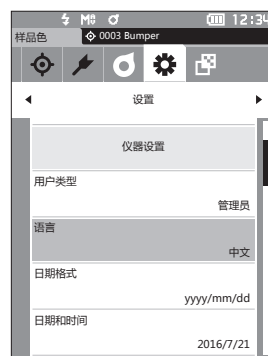 M 12:34
样品色 0003 Bumper
设置
仪器设置
用户类型
管理员
语言
中文
日期格式
yyyy/mm/dd
日期和时间
2016/7/21